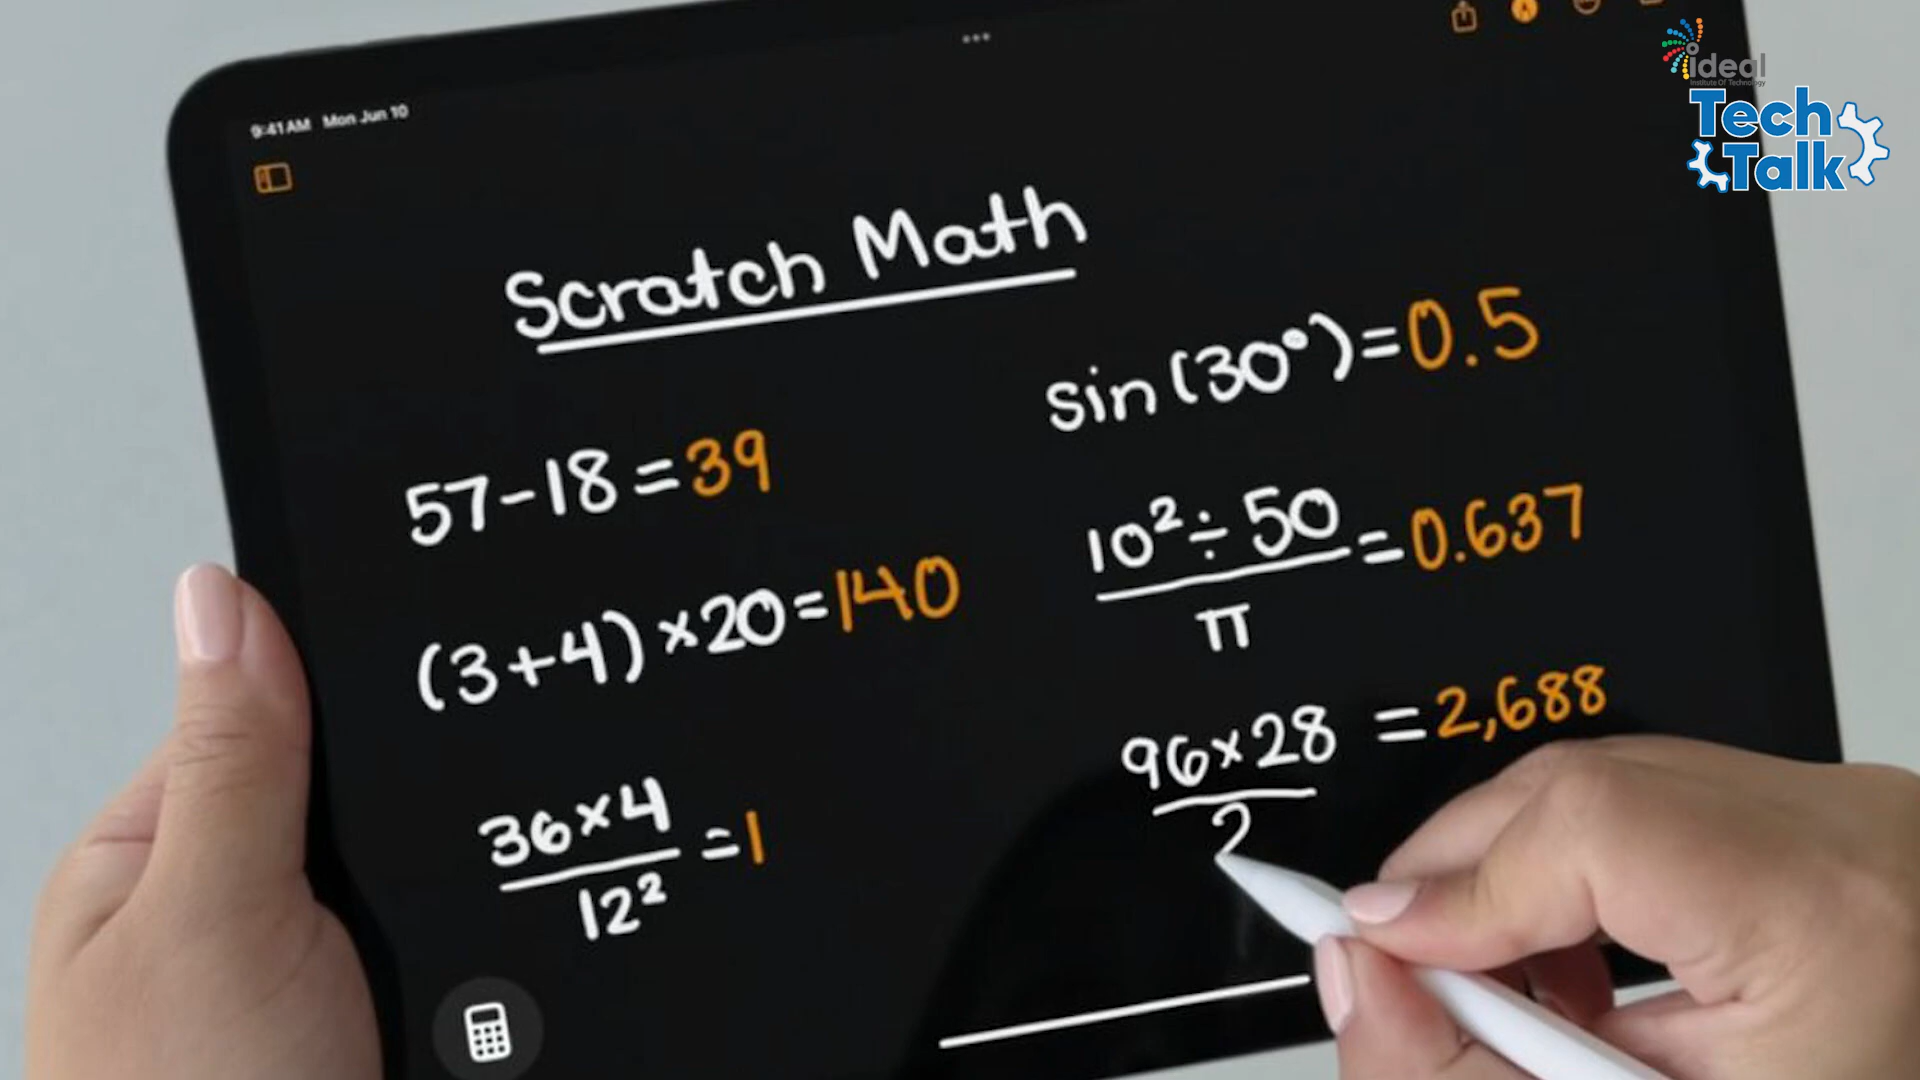 9:41 AM Mon Jun 10
ideal
Institute Of Technology
Tech
Talk
Scratch Math
57-18=39
(3+4)×20=140
36×4
12² =1
sin(30°)=0.5
10²÷50
π =0.637
96×28 =2,688
2